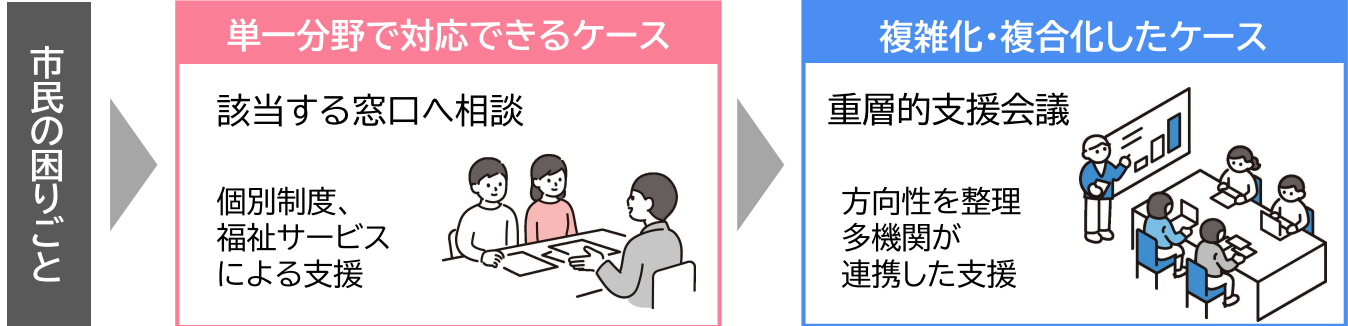 市民の困りごと
単一分野で対応できるケース
該当する窓口へ相談
個別制度、
福祉サービス
による支援
複雑化・複合化したケース
重層的支援会議
方向性を整理
多機関が
連携した支援